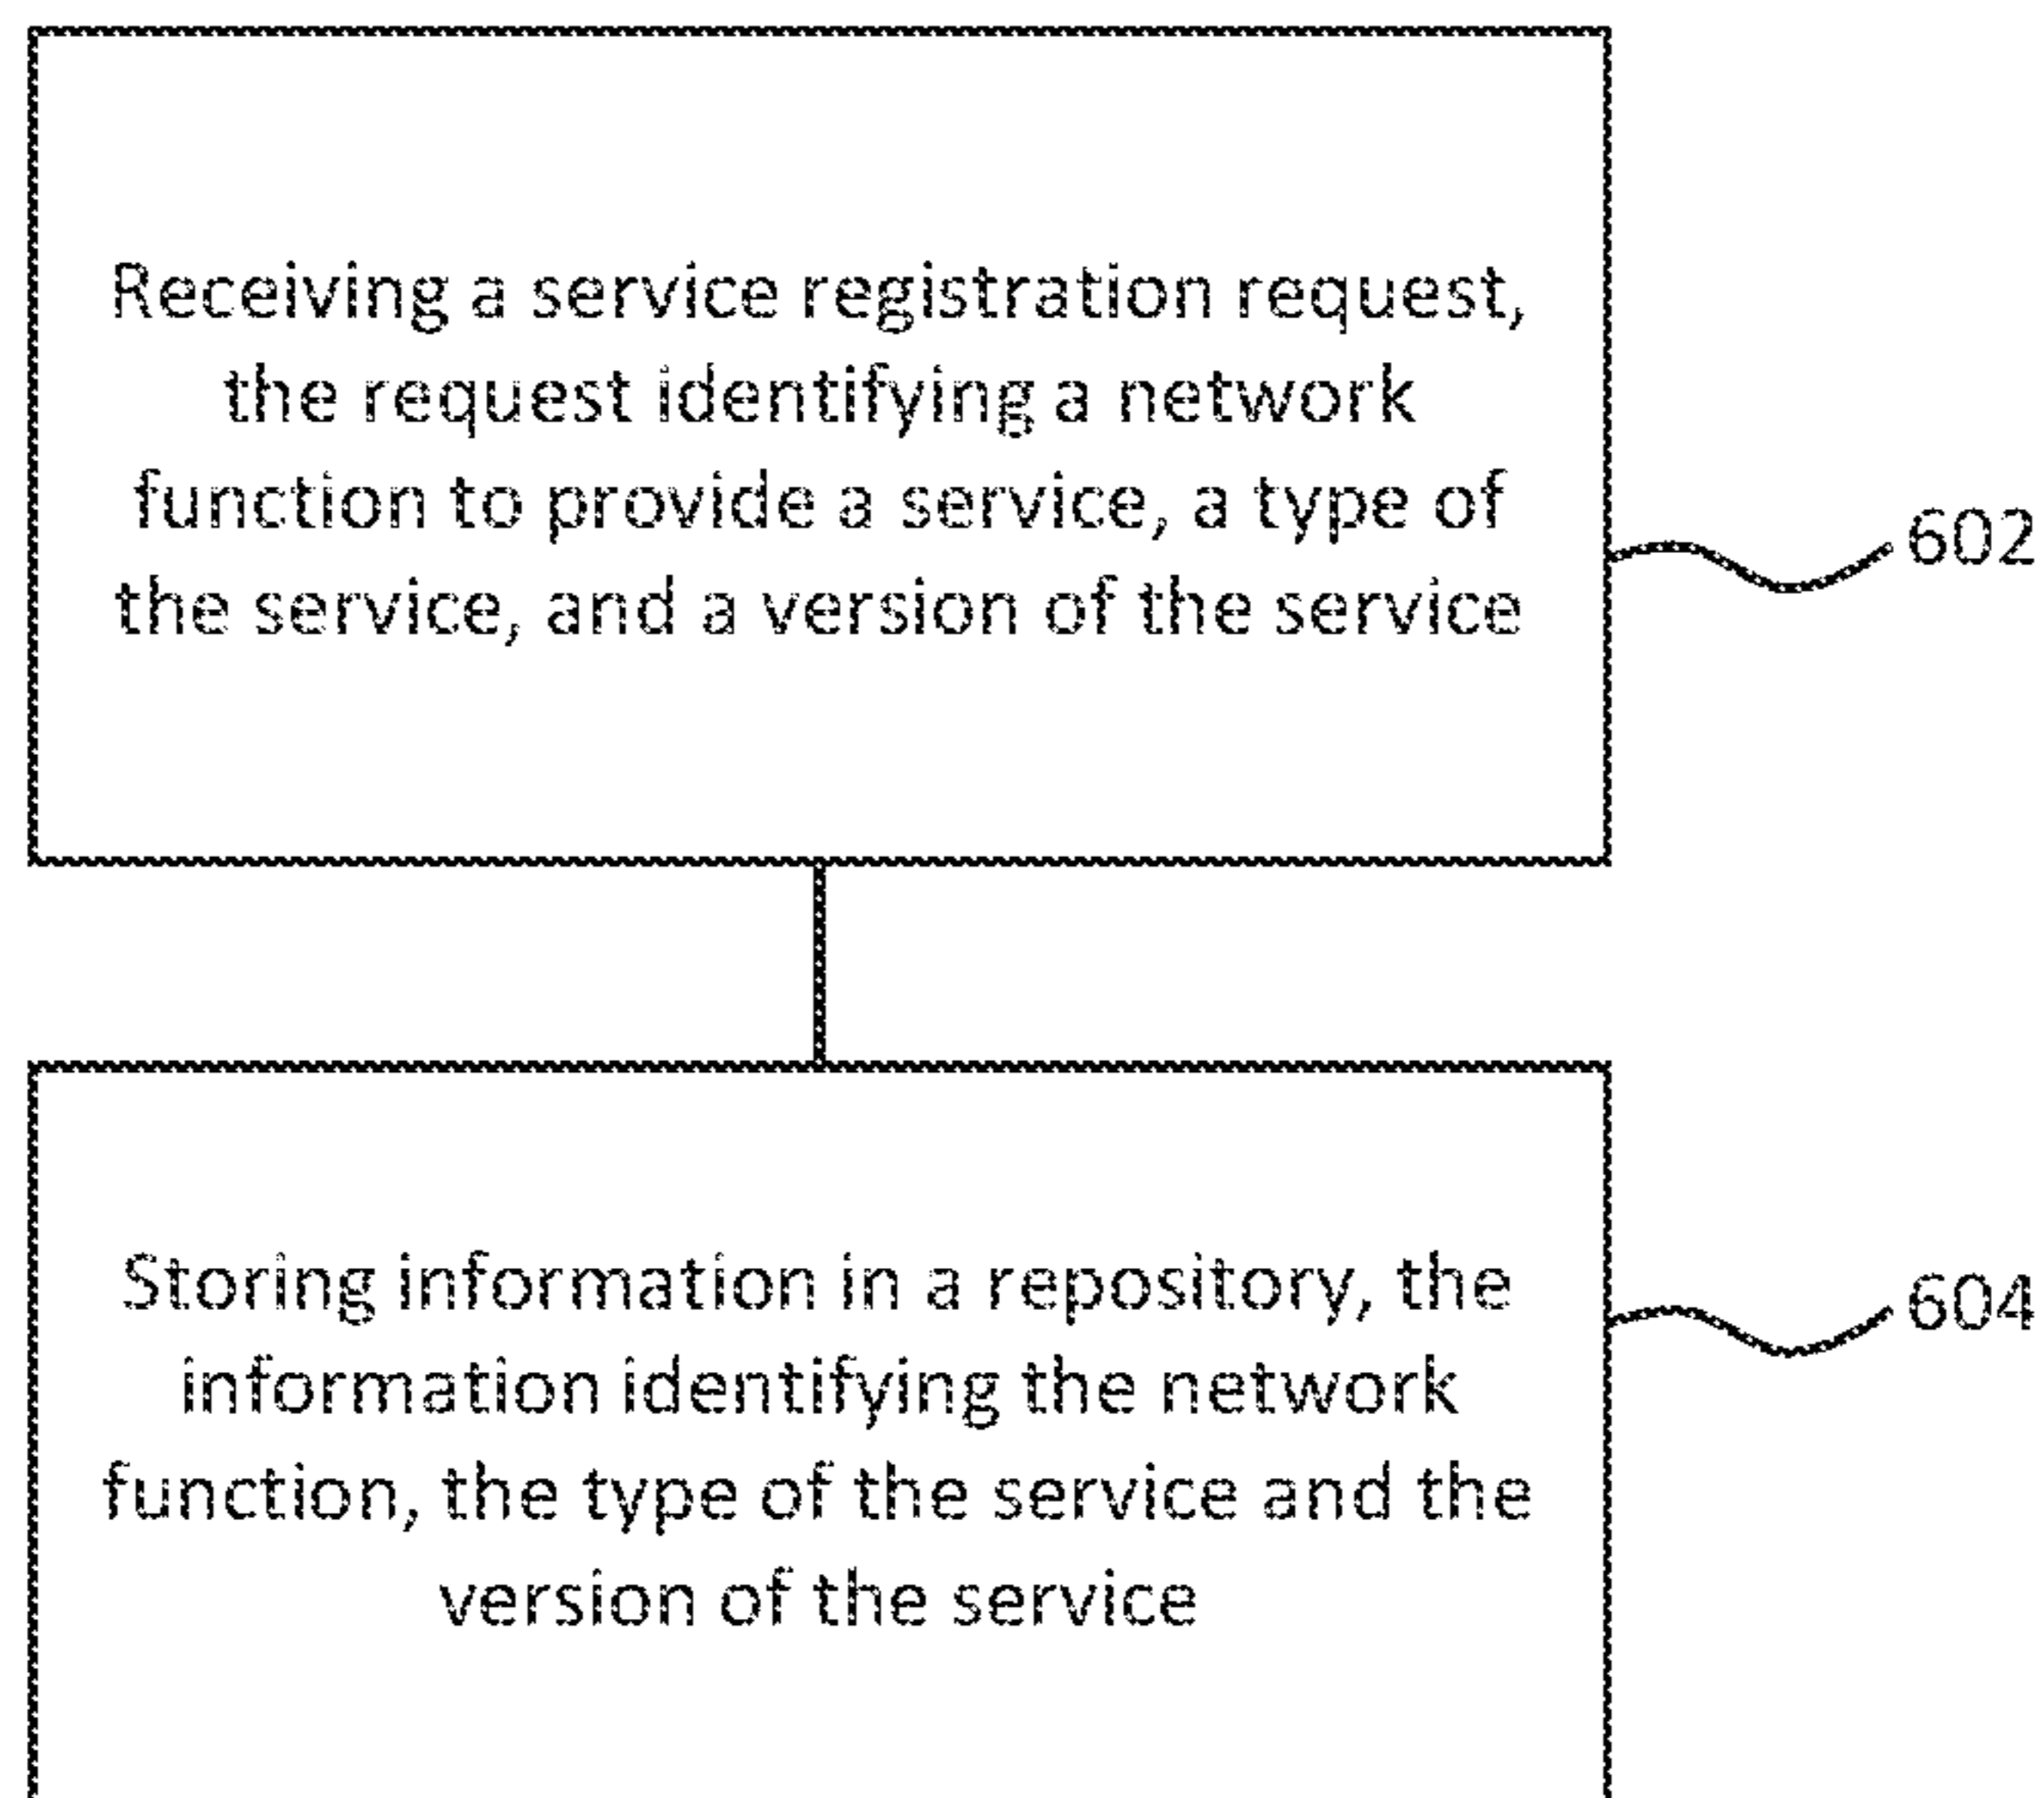 Receiving a service registration request,
the request identifying a network
function to provide a service, a type of
the service, and a version of the service
602
Storing information in a repository, the
information identifying the network
function, the type of the service and the
version of the service
604